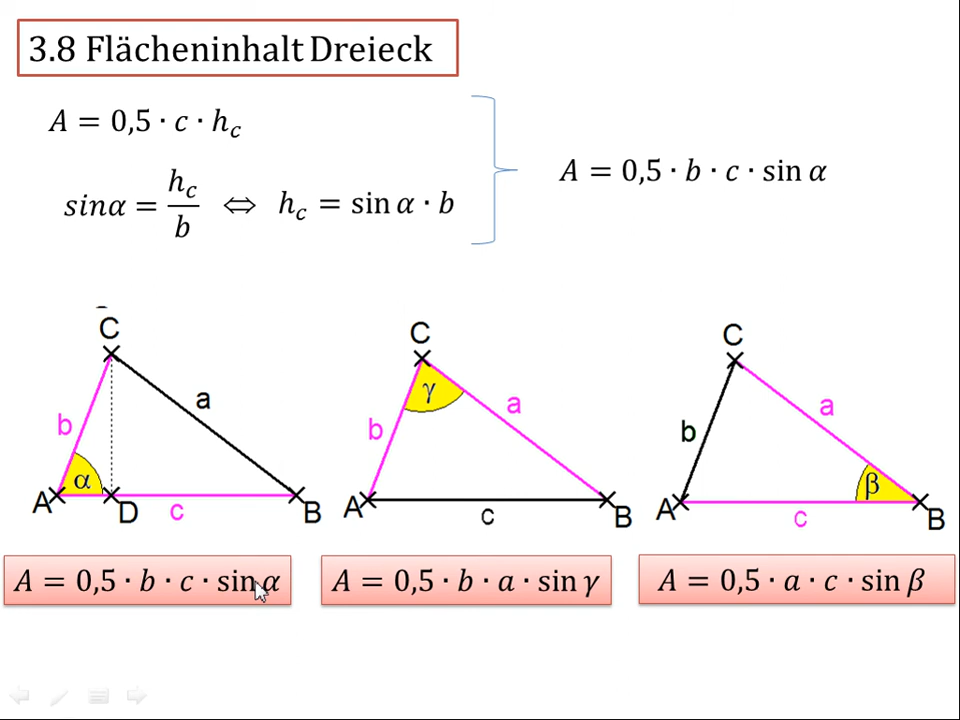 3.8 Flächeninhalt Dreieck
A = 0,5 · c · h_c
sinα = h_c / b ⇔ h_c = sin α · b
A = 0,5 · b · c · sin α
C
b
a
α
A
D
c
B
C
γ
b
a
A
c
B
C
b
a
β
A
c
B
A = 0,5 · b · c · sin α
A = 0,5 · b · a · sin γ
A = 0,5 · a · c · sin β